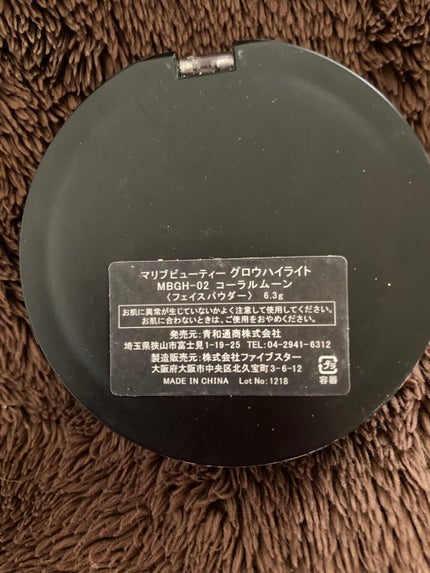 マリブビューティー グロウハイライト
MBGH-02 コーラルムーン
〈フェイスパウダー〉 6.3g
お肌に異常が生じていないかよく注意して使用してください。
お肌に合わないときは、ご使用をおやめください。
発売元:青和通商株式会社
埼玉県狭山市富士見1-19-25 TEL:04-2941-6312
製造販売元:株式会社ファイブスター
大阪府大阪市中央区北久宝町3-6-12
MADE IN CHINA Lot No:1218
プラ
容器